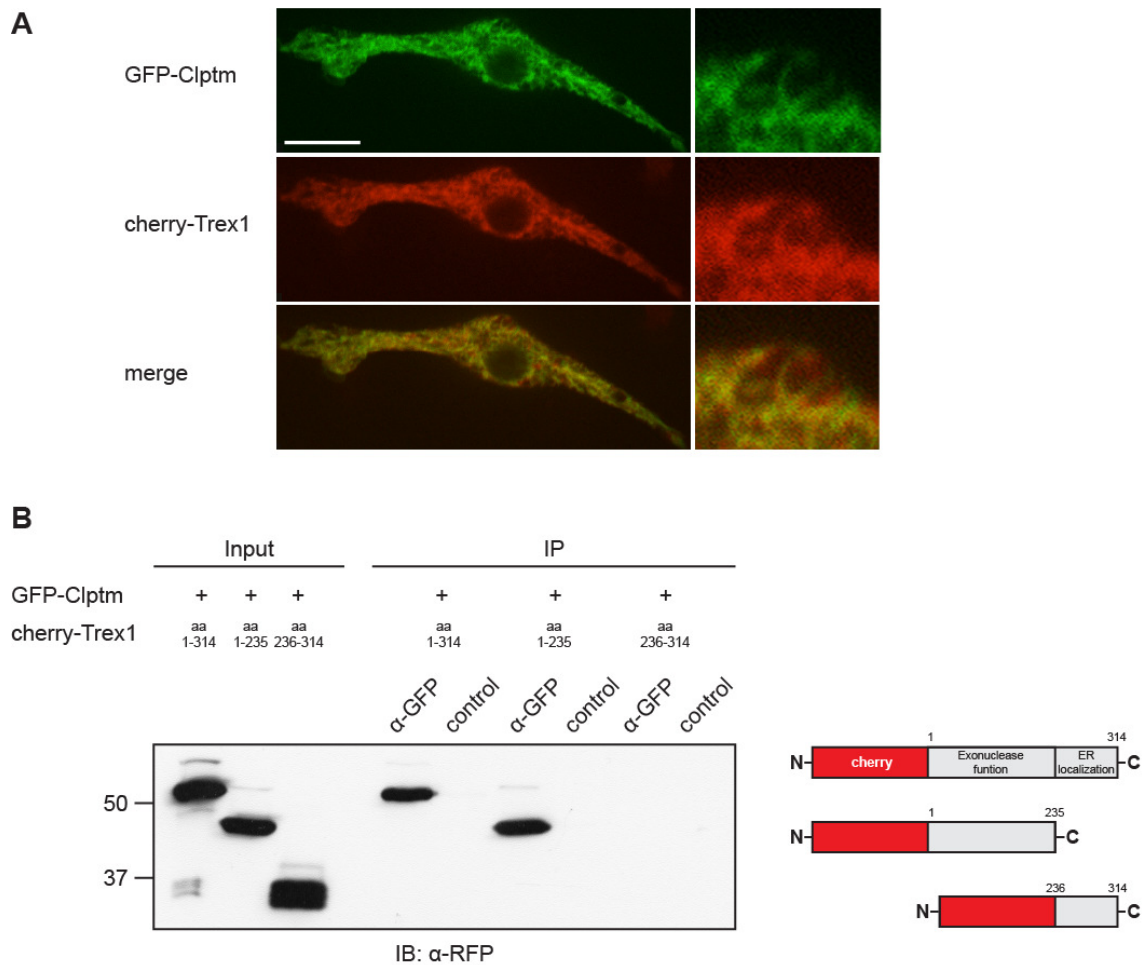 A
GFP-Clptm
cherry-Trex1
merge
B
Input IP
GFP-Clptm + + + + + +
cherry-Trex1 aa 1-314 aa 1-235 aa 236-314 aa 1-314 aa 1-235 aa 236-314
α-GFP control α-GFP control α-GFP control
50
37
IB: α-RFP
1 314
N cherry Exonuclease funtion ER localization C
1 235
N C
236 314
N C